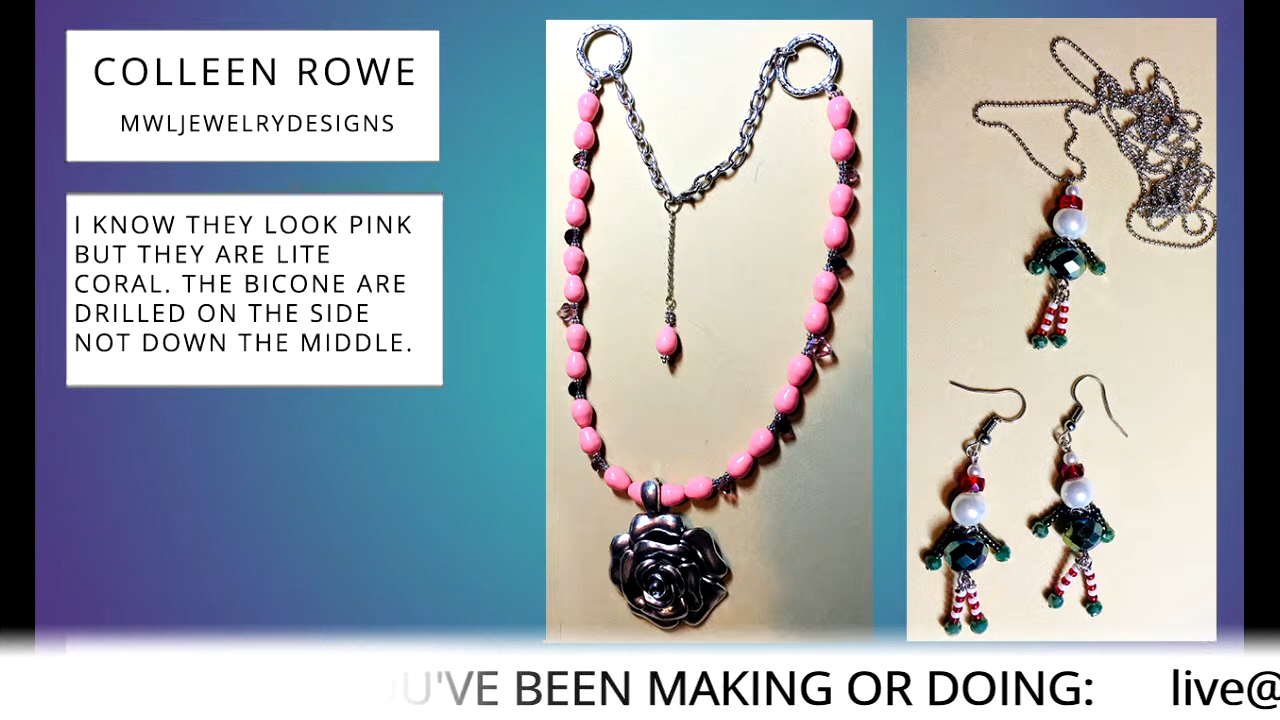 COLLEEN ROWE
MWLJEWELRYDESIGNS
I KNOW THEY LOOK PINK
BUT THEY ARE LITE
CORAL. THE BICONE ARE
DRILLED ON THE SIDE
NOT DOWN THE MIDDLE.
U'VE BEEN MAKING OR DOING: live@